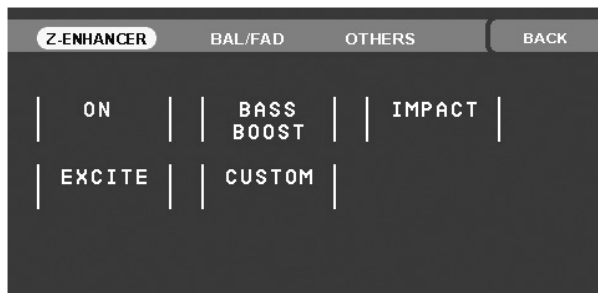 Z-ENHANCER BAL/FAD OTHERS BACK
ON BASS BOOST IMPACT
EXCITE CUSTOM